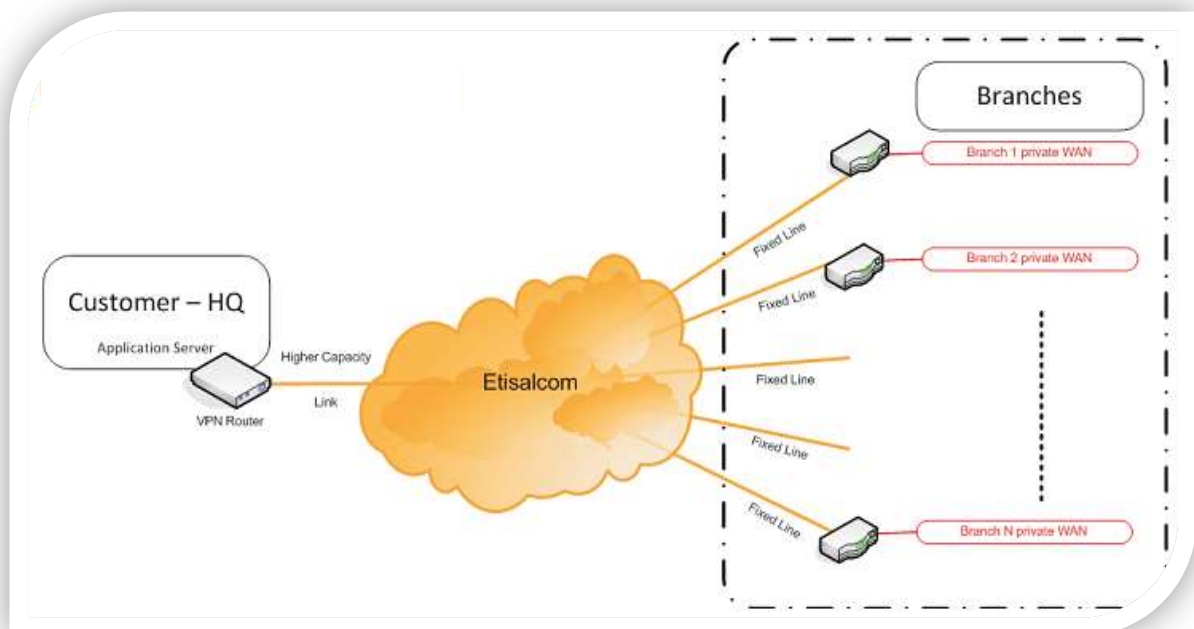 Branches
Branch 1 private WAN
Fixed Line
Branch 2 private WAN
Fixed Line
Customer – HQ
Application Server
VPN Router
Higher Capacity
Link
Etisalcom
Fixed Line
Fixed Line
Fixed Line
Branch N private WAN